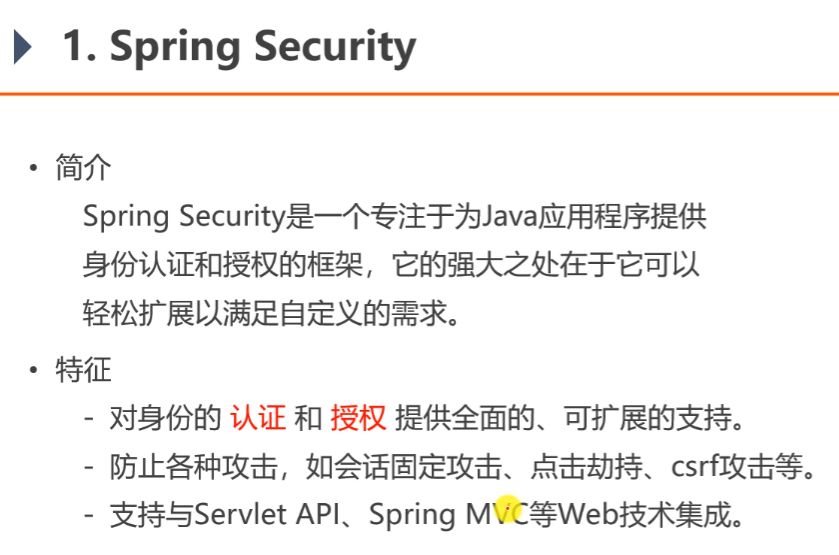 1. Spring Security
• 简介
Spring Security是一个专注于为Java应用程序提供
身份认证和授权的框架，它的强大之处在于它可以
轻松扩展以满足自定义的需求。
• 特征
- 对身份的 认证 和 授权 提供全面的、可扩展的支持。
- 防止各种攻击，如会话固定攻击、点击劫持、csrf攻击等。
- 支持与Servlet API、Spring MVC等Web技术集成。